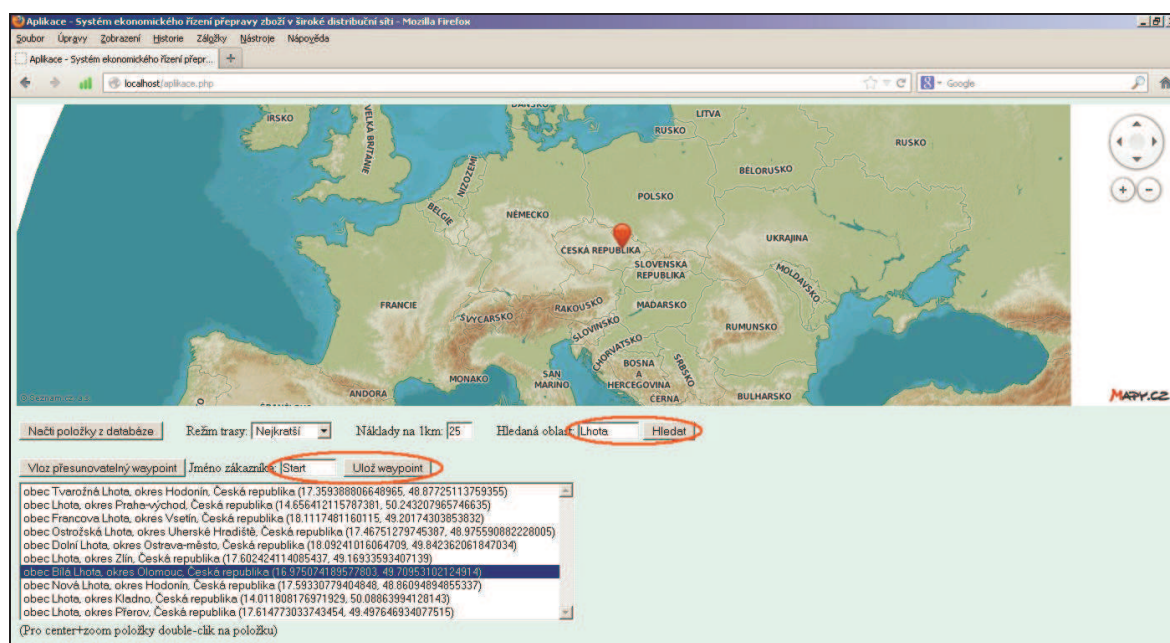 Aplikace - Systém ekonomického řízení přepravy zboží v široké distribuční síti - Mozilla Firefox
Soubor Úpravy Zobrazení Historie Záložky Nástroje Nápověda
Aplikace - Systém ekonomického řízení přepr...
localhost/aplikace.php
Google
DÁNSKO
LITVA
IRSKO
VELKÁ BRITÁNIE
RUSKO
RUSKO
BĚLORUSKO
NIZOZEMÍ
POLSKO
BELGIE
NĚMECKO
UKRAJINA
ČESKÁ REPUBLIKA
SLOVENSKÁ
REPUBLIKA
MOLDAVSKO
FRANCIE
RAKOUSKO
MAĎARSKO
ŠVÝCARSKO
RUMUNSKO
SLOVINSKO
CHORVATSKO
BOSNA
A
HERCEGOVINA
SRBSKO
SAN
MARINO
MONAKO
ANDORRA
ČERNÁ
BULHARSKO
© Seznam.cz, a.s.
MAPY.CZ
Načti položky z databáze Režim trasy: Nejkratší Náklady na 1km: 25 Hledaná oblast: Lhota Hledat
Vloz přesunovatelný waypoint Jméno zákazníka: Start Ulož waypoint
obec Tvarožná Lhota, okres Hodonín, Česká republika (17.359388806648965, 48.87725113759355)
obec Lhota, okres Praha-východ, Česká republika (14.656412115787381, 50.243207965746635)
obec Francova Lhota, okres Vsetín, Česká republika (18.1117481160115, 49.20174303853832)
obec Ostrožská Lhota, okres Uherské Hradiště, Česká republika (17.46751279745387, 48.975590882228005)
obec Dolní Lhota, okres Ostrava-město, Česká republika (18.09241016064709, 49.842362061847034)
obec Lhota, okres Zlín, Česká republika (17.602424114085437, 49.16933593407139)
obec Bílá Lhota, okres Olomouc, Česká republika (16.975074189577803, 49.70953102124914)
obec Nová Lhota, okres Hodonín, Česká republika (17.59330779404848, 48.86094894855337)
obec Lhota, okres Kladno, Česká republika (14.011808176971929, 50.08863994128143)
obec Lhota, okres Přerov, Česká republika (17.614773033743454, 49.497646934077515)
(Pro center+zoom položky double-clik na položku)